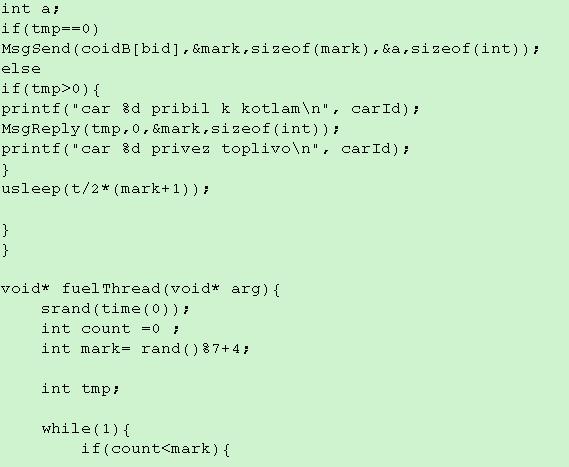 int a;
if(tmp==0)
MsgSend(coidB[bid],&mark,sizeof(mark),&a,sizeof(int));
else
if(tmp>0){
printf("car %d pribil k kotlam\n", carId);
MsgReply(tmp,0,&mark,sizeof(int));
printf("car %d privez toplivo\n", carId);
}
usleep(t/2*(mark+1));
}
}
void* fuelThread(void* arg){
srand(time(0));
int count =0 ;
int mark= rand()%7+4;
int tmp;
while(1){
if(count<mark){